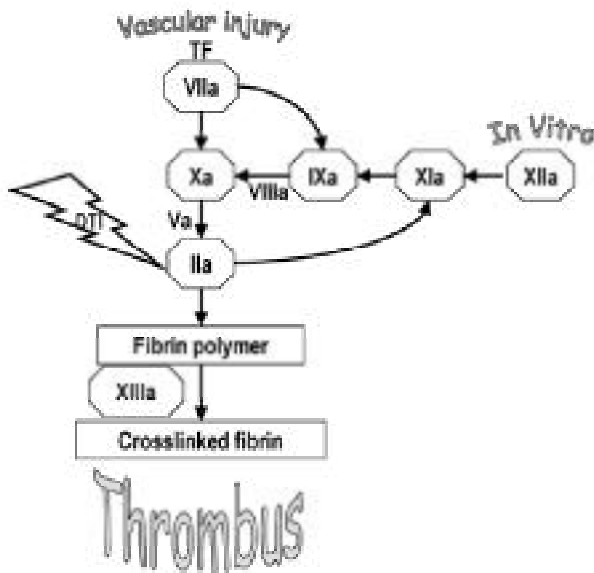 Vascular injury
TF
VIIa
In Vitro
Xa
VIIIa
IXa
XIa
XIIa
Va
DTI
IIa
Fibrin polymer
XIIIa
Crosslinked fibrin
Thrombus